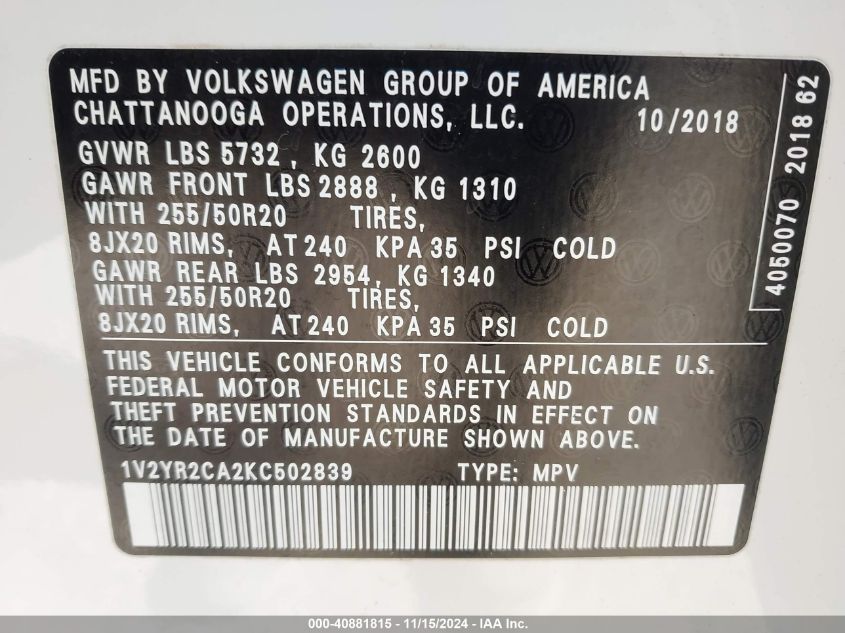 MFD BY VOLKSWAGEN GROUP OF AMERICA
CHATTANOOGA OPERATIONS, LLC. 10/2018
GVWR LBS 5732, KG 2600
GAWR FRONT LBS 2888, KG 1310
WITH 255/50R20 TIRES,
8JX20 RIMS, AT 240 KPA 35 PSI COLD
GAWR REAR LBS 2954, KG 1340
WITH 255/50R20 TIRES,
8JX20 RIMS, AT 240 KPA 35 PSI COLD
THIS VEHICLE CONFORMS TO ALL APPLICABLE U.S.
FEDERAL MOTOR VEHICLE SAFETY AND
THEFT PREVENTION STANDARDS IN EFFECT ON
THE DATE OF MANUFACTURE SHOWN ABOVE.
1V2YR2CA2KC502839 TYPE: MPV
4050070 2018 62
000-40881815 - 11/15/2024 - IAA Inc.